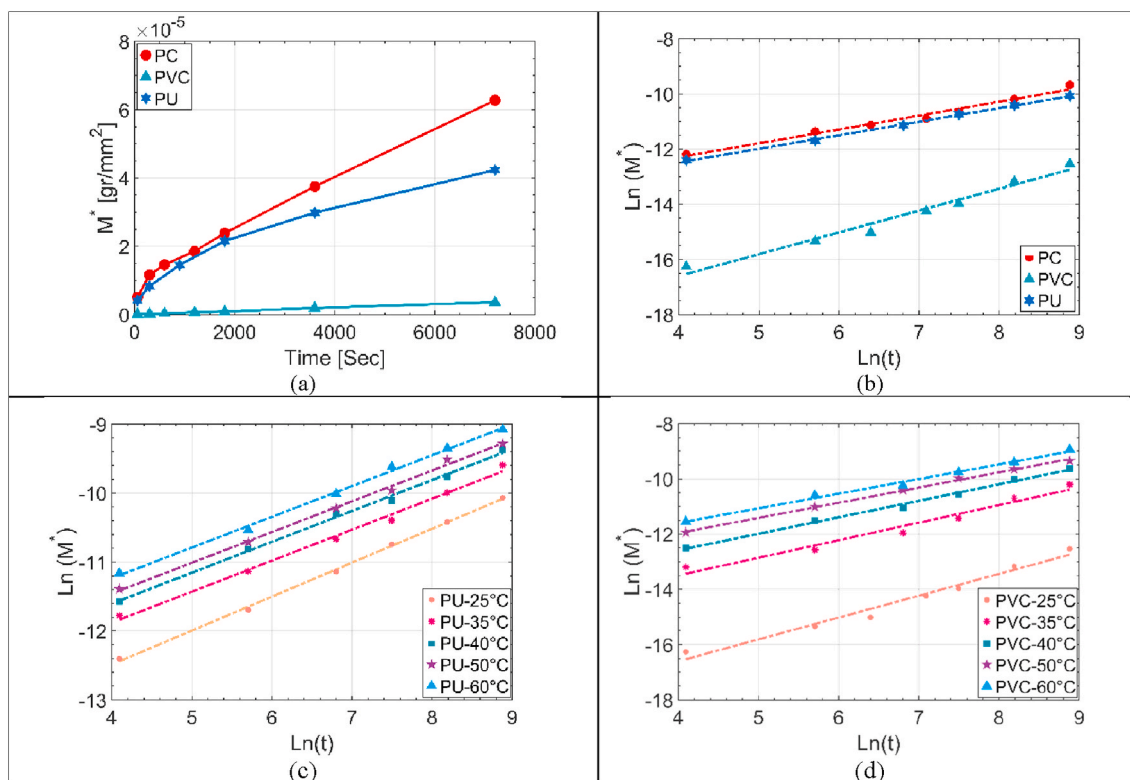 ×10⁻⁵
8
6
4
2
0
M* [gr/mm²]
PC
PVC
PU
0 2000 4000 6000 8000
Time [Sec]
(a)
-8
-10
-12
-14
-16
-18
Ln (M*)
PC
PVC
PU
4 5 6 7 8 9
Ln(t)
(b)
-9
-10
-11
-12
-13
Ln (M*)
PU-25°C
PU-35°C
PU-40°C
PU-50°C
PU-60°C
4 5 6 7 8 9
Ln(t)
(c)
-8
-10
-12
-14
-16
-18
Ln (M*)
PVC-25°C
PVC-35°C
PVC-40°C
PVC-50°C
PVC-60°C
4 5 6 7 8 9
Ln(t)
(d)